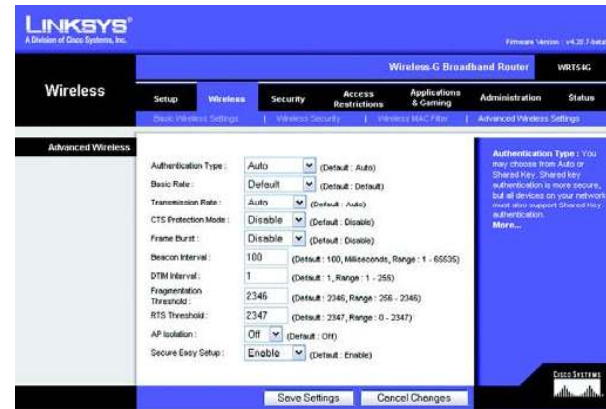 LINKSYS®
A Division of Cisco Systems, Inc.
Firmware Version : v4.20.7-beta
Wireless-G Broadband Router WRT54G
Wireless
Setup Wireless Security Access Restrictions Applications & Gaming Administration Status
Basic Wireless Settings | Wireless Security | Wireless MAC Filter | Advanced Wireless Settings
Advanced Wireless
Authentication Type : Auto (Default : Auto)
Basic Rate : Default (Default : Default)
Transmission Rate : Auto (Default : Auto)
CTS Protection Mode : Disable (Default : Disable)
Frame Burst : Disable (Default : Disable)
Beacon Interval : 100 (Default : 100, Milliseconds, Range : 1 - 65535)
DTIM Interval : 1 (Default : 1, Range : 1 - 255)
Fragmentation Threshold : 2346 (Default : 2346, Range : 256 - 2346)
RTS Threshold : 2347 (Default : 2347, Range : 0 - 2347)
AP Isolation : Off (Default : Off)
Secure Easy Setup : Enable (Default : Enable)
Authentication Type : You
may choose from Auto or
Shared Key. Shared key
authentication is more secure,
but all devices on your network
must also support Shared Key
authentication.
More...
Save Settings Cancel Changes
CISCO SYSTEMS